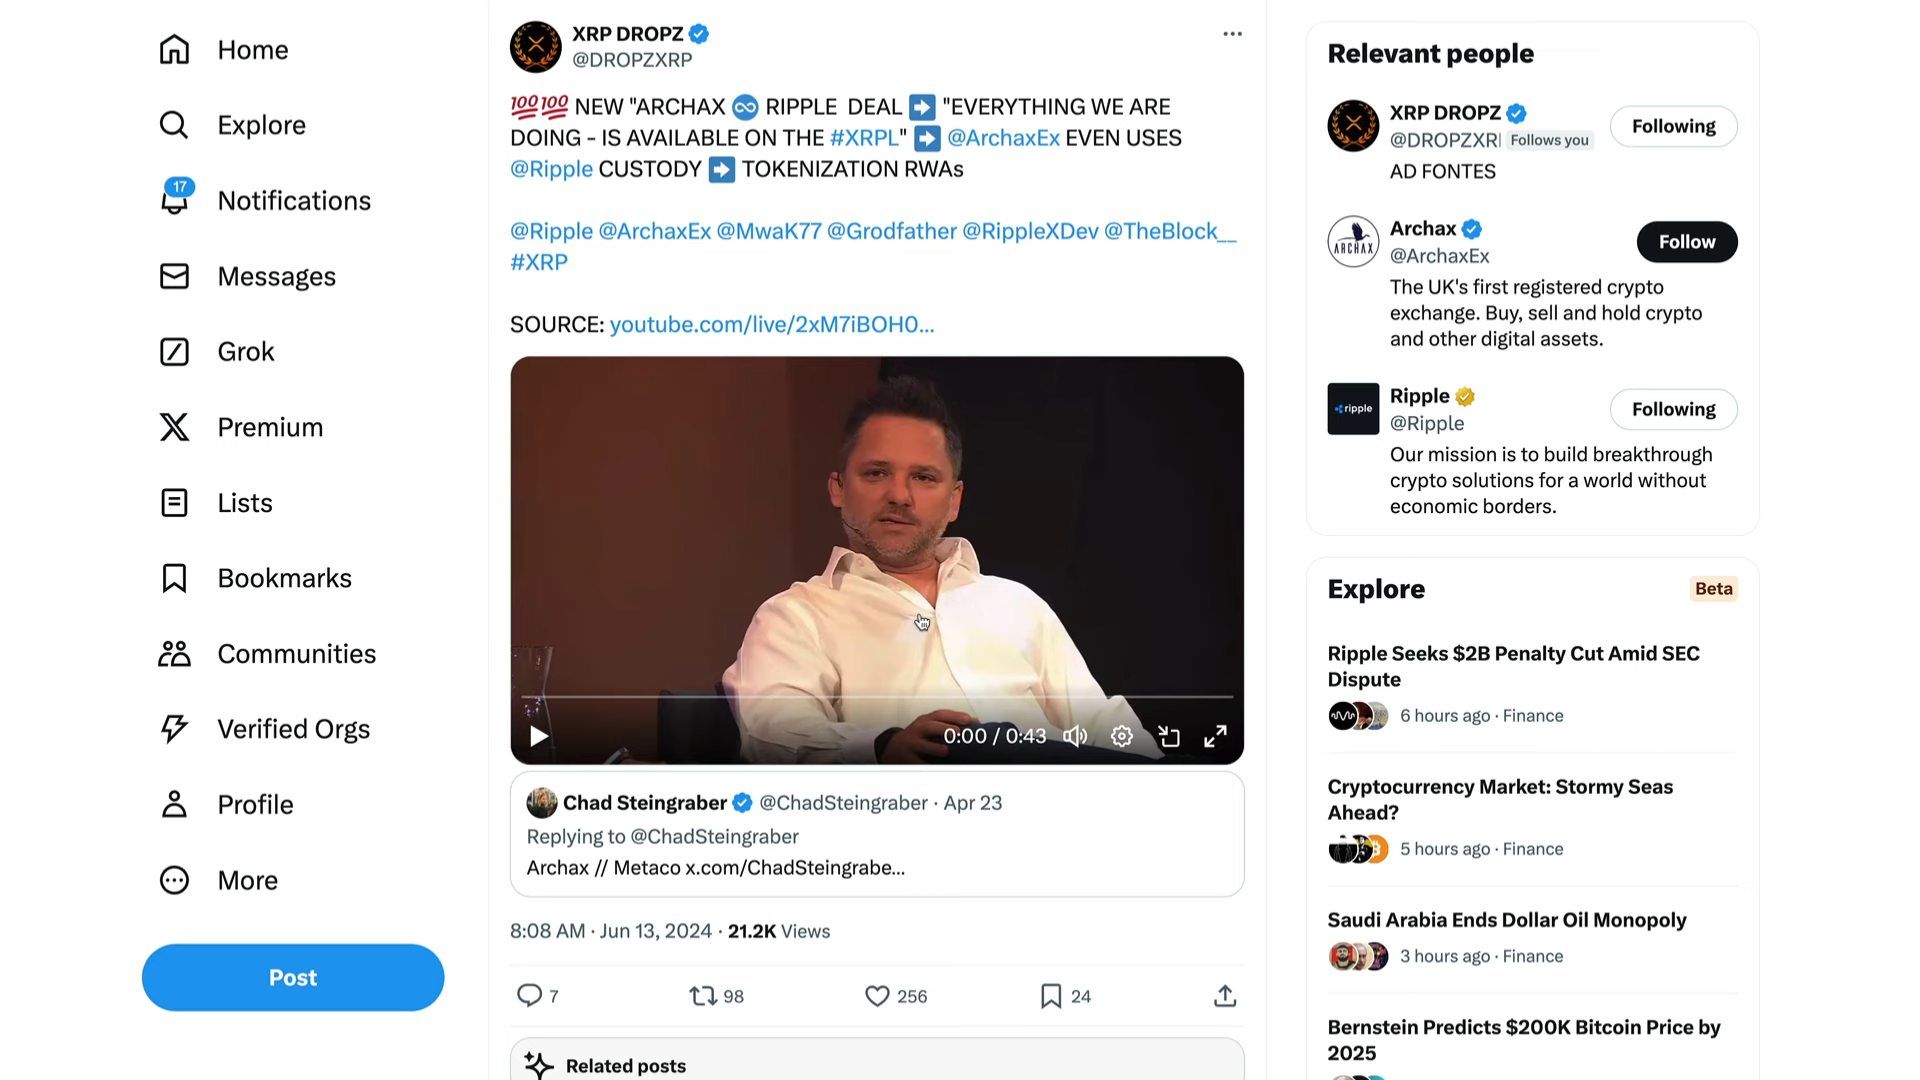 Home
Explore
17
Notifications
Messages
Grok
Premium
Lists
Bookmarks
Communities
Verified Orgs
Profile
More
Post
XRP DROPZ
@DROPZXRP
💯💯 NEW "ARCHAX ♾️ RIPPLE DEAL ➡️ "EVERYTHING WE ARE
DOING - IS AVAILABLE ON THE #XRPL" ➡️ @ArchaxEx EVEN USES
@Ripple CUSTODY ➡️ TOKENIZATION RWAs
@Ripple @ArchaxEx @MwaK77 @Grodfather @RippleXDev @TheBlock__
#XRP
SOURCE: youtube.com/live/2xM7iBOH0...
0:00 / 0:43
Chad Steingraber @ChadSteingraber · Apr 23
Replying to @ChadSteingraber
Archax // Metaco x.com/ChadSteingrabe...
8:08 AM · Jun 13, 2024 · 21.2K Views
7 98 256 24
Related posts
Relevant people
XRP DROPZ
Following
@DROPZXR Follows you
AD FONTES
ARCHAX
Archax
Follow
@ArchaxEx
The UK's first registered crypto
exchange. Buy, sell and hold crypto
and other digital assets.
ripple
Ripple
Following
@Ripple
Our mission is to build breakthrough
crypto solutions for a world without
economic borders.
Explore Beta
Ripple Seeks $2B Penalty Cut Amid SEC
Dispute
6 hours ago · Finance
Cryptocurrency Market: Stormy Seas
Ahead?
5 hours ago · Finance
Saudi Arabia Ends Dollar Oil Monopoly
3 hours ago · Finance
Bernstein Predicts $200K Bitcoin Price by
2025